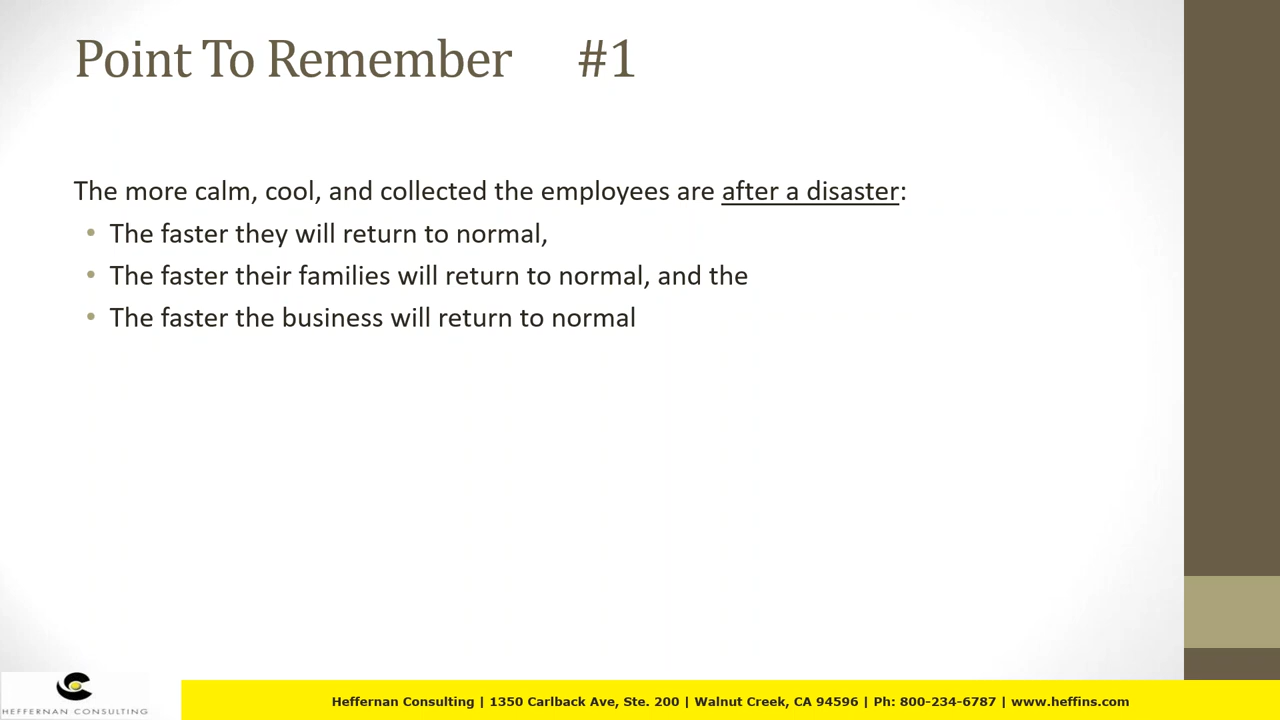 Point To Remember #1
The more calm, cool, and collected the employees are after a disaster:
• The faster they will return to normal,
• The faster their families will return to normal, and the
• The faster the business will return to normal
HEFFERNAN CONSULTING
Heffernan Consulting | 1350 Carlback Ave, Ste. 200 | Walnut Creek, CA 94596 | Ph: 800-234-6787 | www.heffins.com